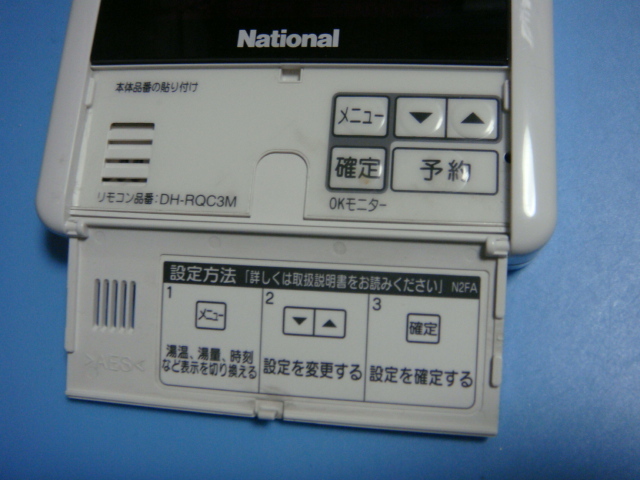 National
本体品番の貼り付け
メニュー ▼ ▲
確定 予約
リモコン品番:DH-RQC3M
OKモニター
設定方法「詳しくは取扱説明書をお読みください」 N2FA
1
メニュー
湯温、湯量、時刻
など表示を切り換える
2
▼ ▲
設定を変更する
3
確定
設定を確定する
>AES<